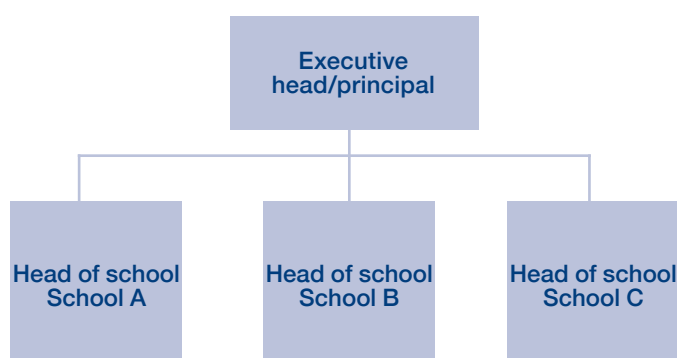 Executive
head/principal
Head of school
School A
Head of school
School B
Head of school
School C